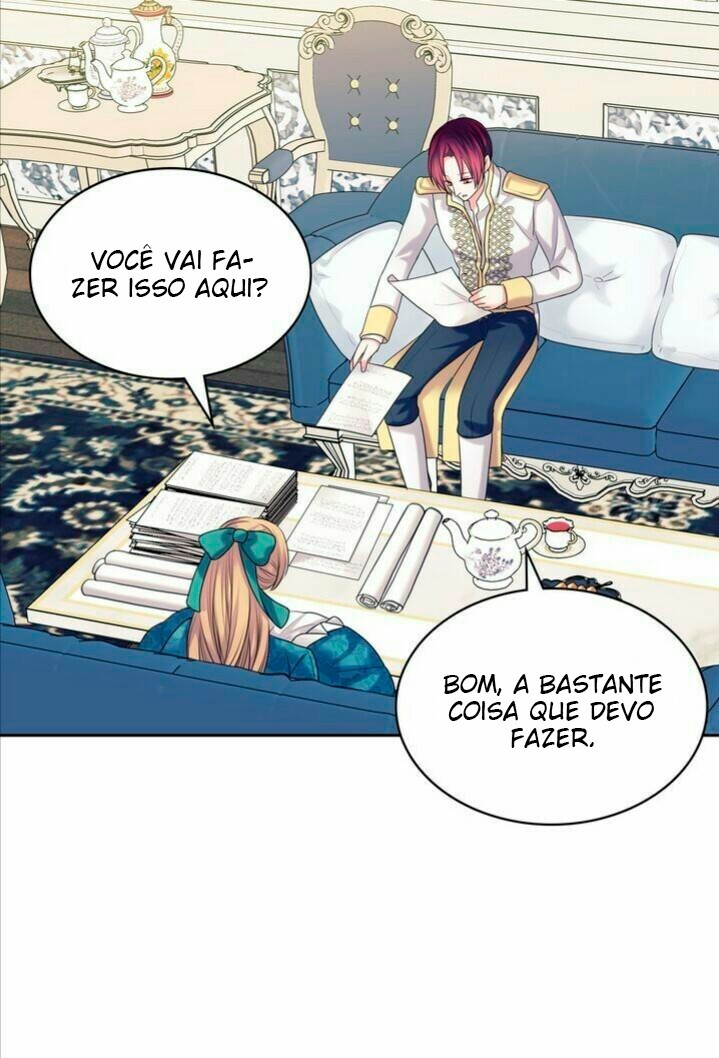 VOCÊ VAI FA-
ZER ISSO AQUI?
BOM, A BASTANTE
COISA QUE DEVO
FAZER.